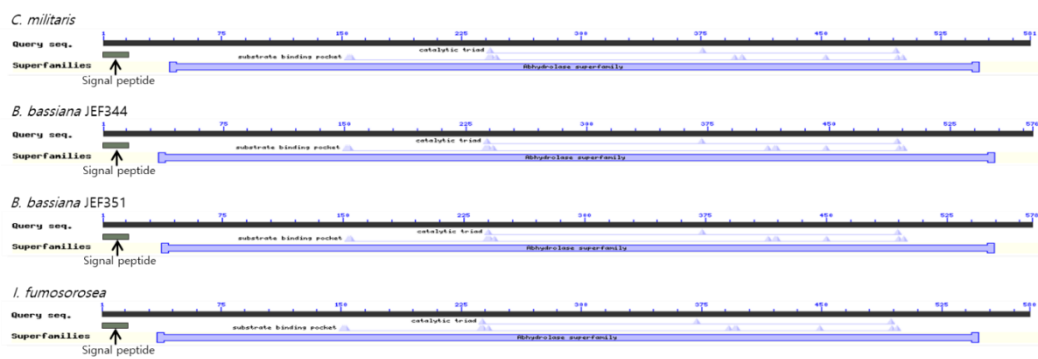 C. militaris
1 75 150 225 300 375 450 525 581
Query seq.
catalytic triad
substrate binding pocket
Superfamilies
Abhydrolase superfamily
Signal peptide
B. bassiana JEF344
1 75 150 225 300 375 450 525 576
Query seq.
catalytic triad
substrate binding pocket
Superfamilies
Abhydrolase superfamily
Signal peptide
B. bassiana JEF351
1 75 150 225 300 375 450 525
Query seq.
catalytic triad
substrate binding pocket
Superfamilies
Abhydrolase superfamily
Signal peptide
I. fumosorosea
1 75 150 225 300 375 450 525 580
Query seq.
catalytic triad
substrate binding pocket
Superfamilies
Abhydrolase superfamily
Signal peptide